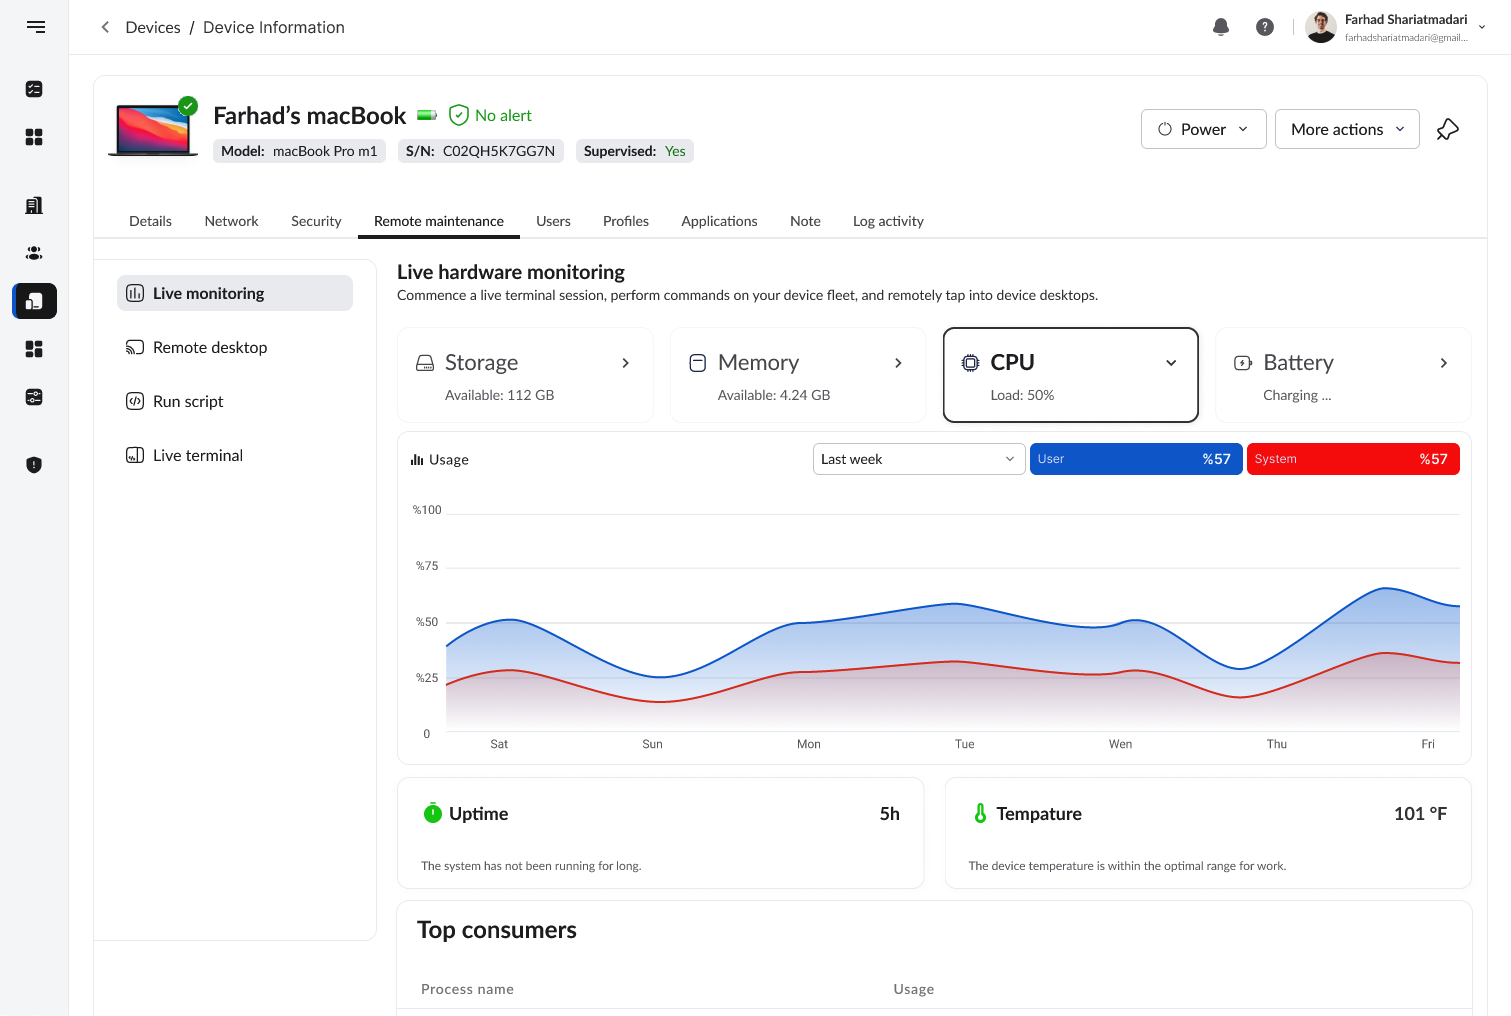 Devices / Device Information
?
Farhad Shariatmadari
farhadshariatmadari@gmail...
Farhad’s macBook
No alert
Model: macBook Pro m1
S/N: C02QH5K7GG7N
Supervised: Yes
Power
More actions
Details
Network
Security
Remote maintenance
Users
Profiles
Applications
Note
Log activity
Live monitoring
Remote desktop
Run script
Live terminal
Live hardware monitoring
Commence a live terminal session, perform commands on your device fleet, and remotely tap into device desktops.
Storage
Available: 112 GB
Memory
Available: 4.24 GB
CPU
Load: 50%
Battery
Charging ...
Usage
Last week
User %57
System %57
%100
%75
%50
%25
0
Sat
Sun
Mon
Tue
Wen
Thu
Fri
Uptime
5h
The system has not been running for long.
Tempature
101 °F
The device temperature is within the optimal range for work.
Top consumers
Process name
Usage